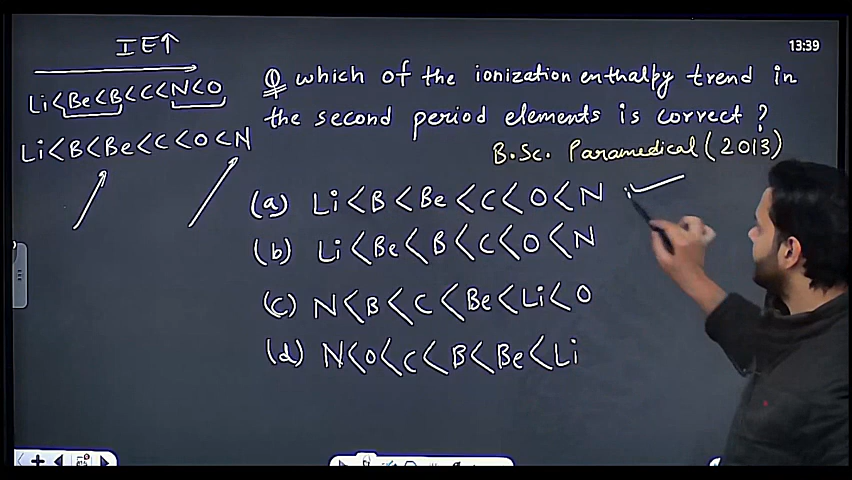 IE↑
13:39
Li<Be<B<C<N<O
Li<B<Be<C<O<N
Q which of the ionization enthalpy trend in
the second period elements is correct?
B.Sc. Paramedical (2013)
(a) Li<B<Be<C<O<N
(b) Li<Be<B<C<O<N
(c) N<B<C<Be<Li<O
(d) N<O<C<B<Be<Li